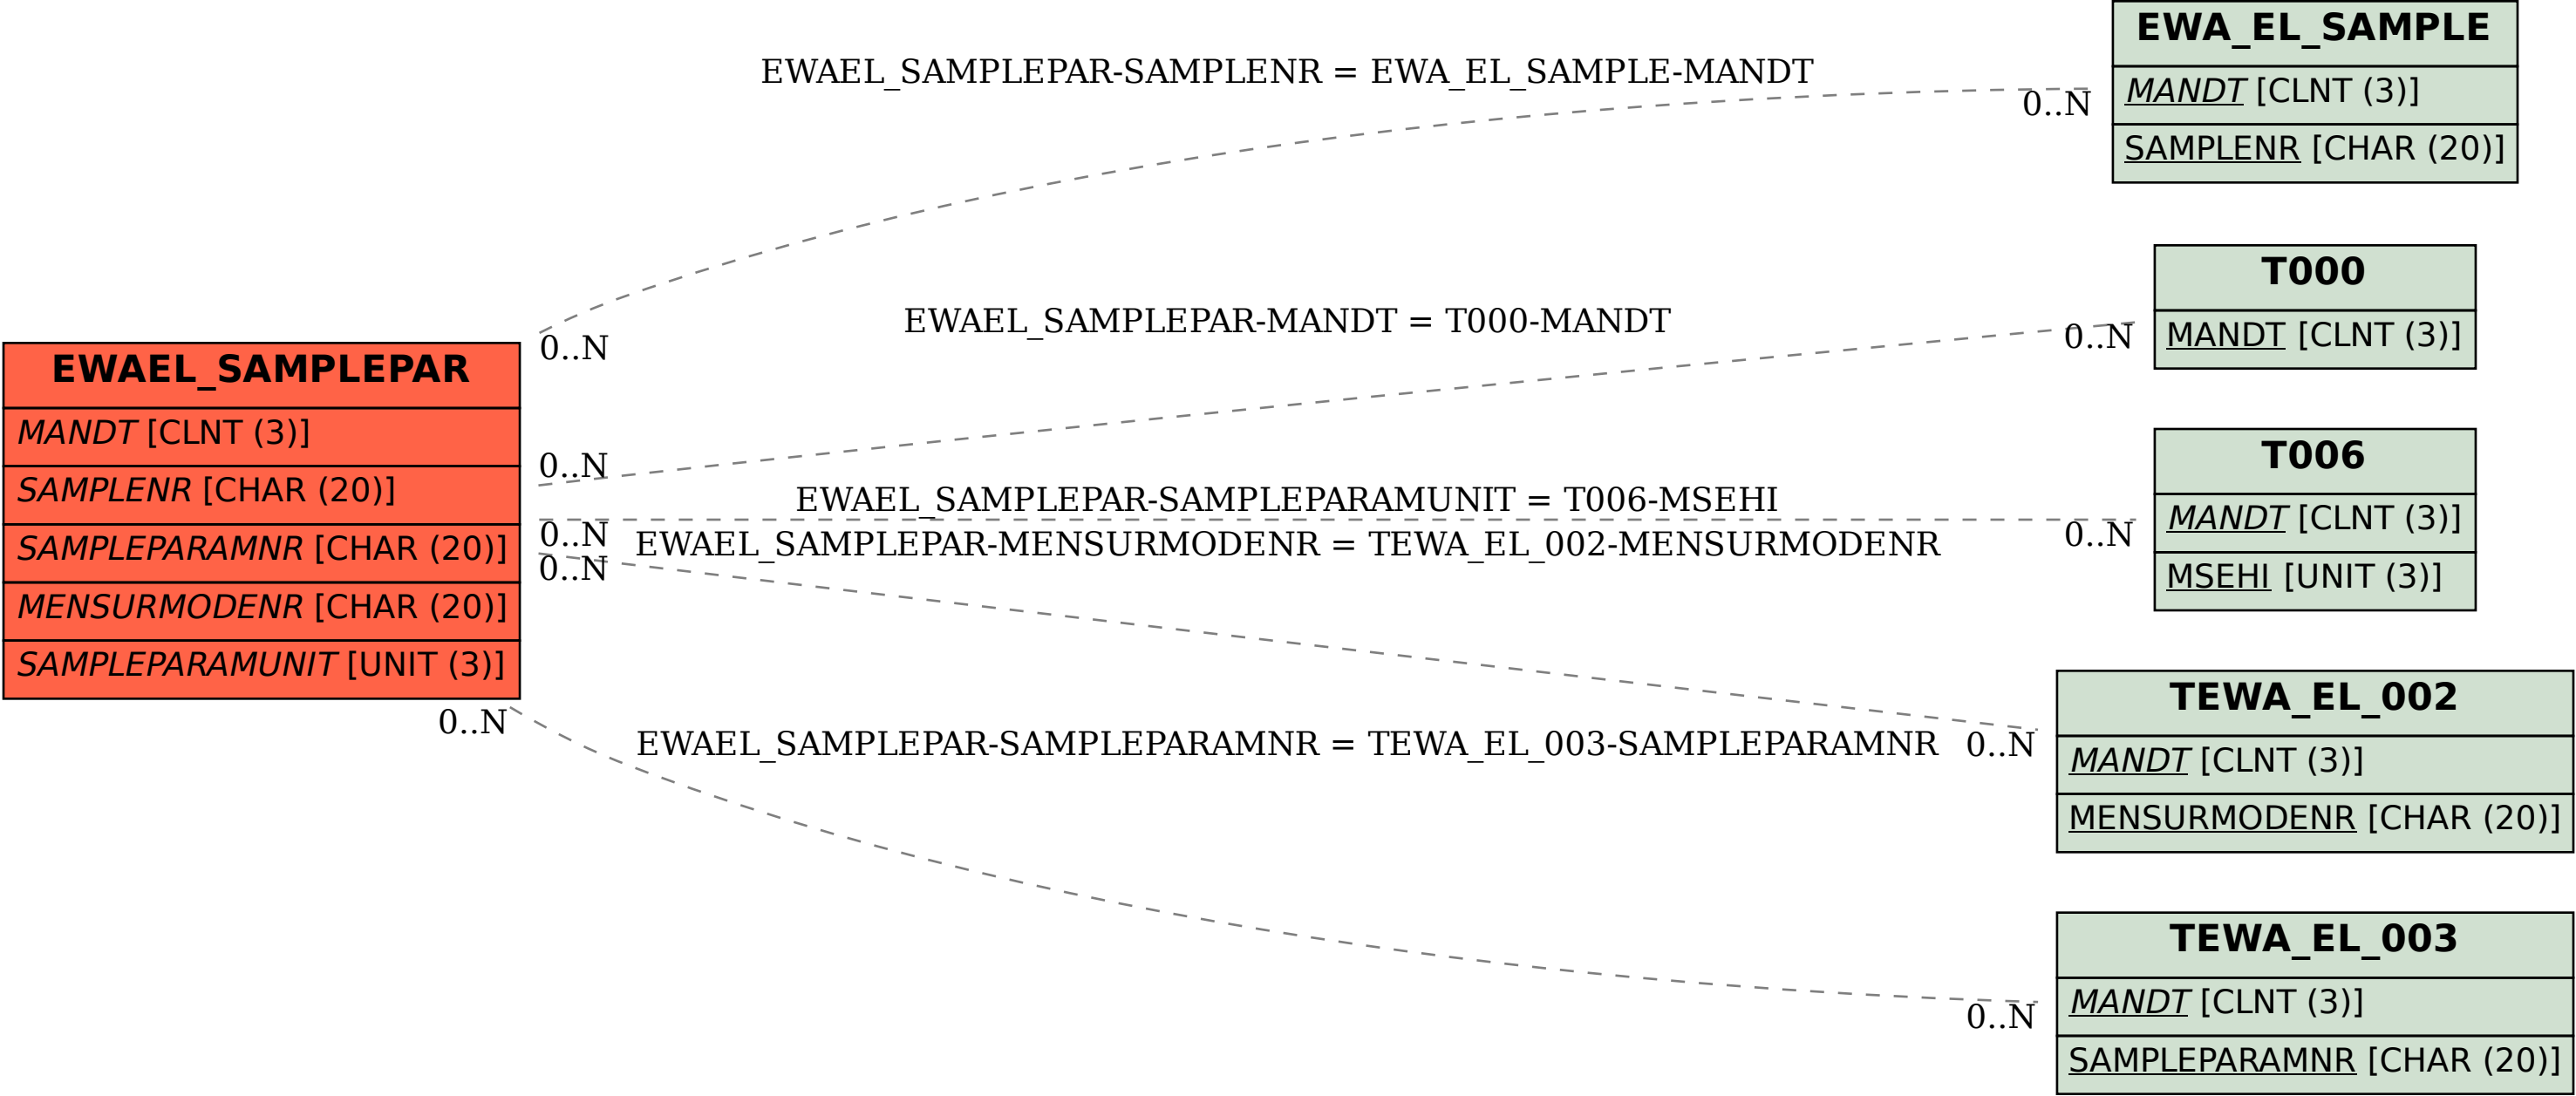 EWA_EL_SAMPLE
MANDT [CLNT (3)]
SAMPLENR [CHAR (20)]
EWAEL_SAMPLEPAR-SAMPLENR = EWA_EL_SAMPLE-MANDT
0..N
0..N
T000
MANDT [CLNT (3)]
EWAEL_SAMPLEPAR-MANDT = T000-MANDT
0..N
0..N
EWAEL_SAMPLEPAR
MANDT [CLNT (3)]
SAMPLENR [CHAR (20)]
SAMPLEPARAMNR [CHAR (20)]
MENSURMODENR [CHAR (20)]
SAMPLEPARAMUNIT [UNIT (3)]
T006
MANDT [CLNT (3)]
MSEHI [UNIT (3)]
EWAEL_SAMPLEPAR-SAMPLEPARAMUNIT = T006-MSEHI
0..N
0..N
EWAEL_SAMPLEPAR-MENSURMODENR = TEWA_EL_002-MENSURMODENR
0..N
0..N
TEWA_EL_002
MANDT [CLNT (3)]
MENSURMODENR [CHAR (20)]
EWAEL_SAMPLEPAR-SAMPLEPARAMNR = TEWA_EL_003-SAMPLEPARAMNR
0..N
0..N
TEWA_EL_003
MANDT [CLNT (3)]
SAMPLEPARAMNR [CHAR (20)]